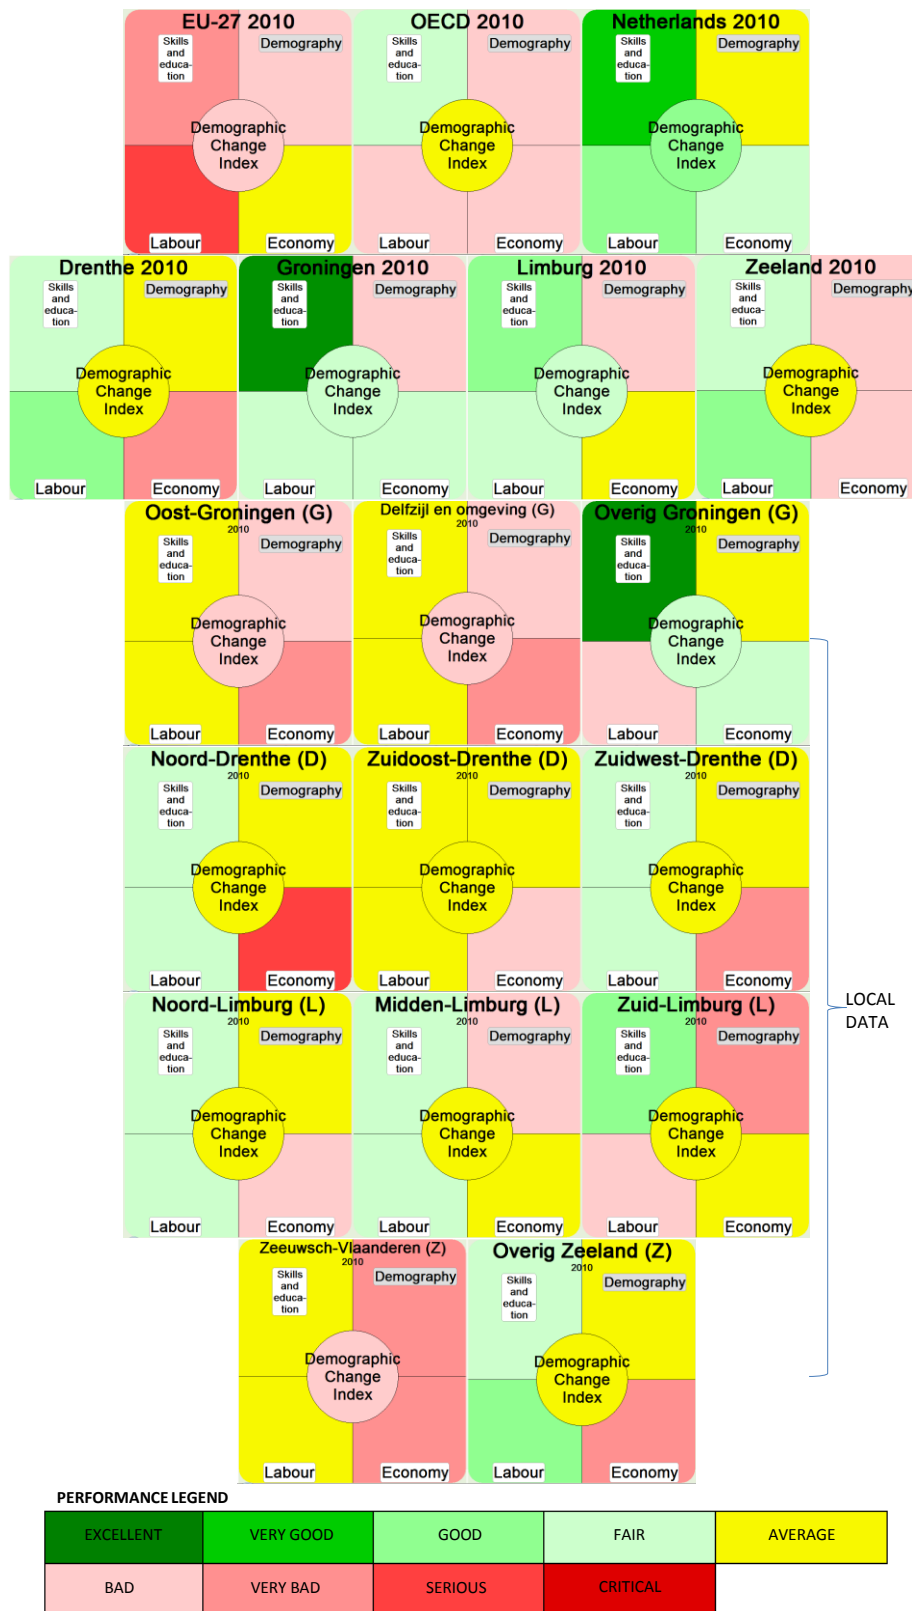 EU-27 2010
Skills
and
educa-
tion
Demography
Demographic
Change
Index
Labour
Economy
OECD 2010
Skills
and
educa-
tion
Demography
Demographic
Change
Index
Labour
Economy
Netherlands 2010
Skills
and
educa-
tion
Demography
Demographic
Change
Index
Labour
Economy
Drenthe 2010
Skills
and
educa-
tion
Demography
Demographic
Change
Index
Labour
Economy
Groningen 2010
Skills
and
educa-
tion
Demography
Demographic
Change
Index
Labour
Economy
Limburg 2010
Skills
and
educa-
tion
Demography
Demographic
Change
Index
Labour
Economy
Zeeland 2010
Skills
and
educa-
tion
Demography
Demographic
Change
Index
Labour
Economy
Oost-Groningen (G)
2010
Skills
and
educa-
tion
Demography
Demographic
Change
Index
Labour
Economy
Delfzijl en omgeving (G)
2010
Skills
and
educa-
tion
Demography
Demographic
Change
Index
Labour
Economy
Overig Groningen (G)
2010
Skills
and
educa-
tion
Demography
Demographic
Change
Index
Labour
Economy
Noord-Drenthe (D)
2010
Skills
and
educa-
tion
Demography
Demographic
Change
Index
Labour
Economy
Zuidoost-Drenthe (D)
2010
Skills
and
educa-
tion
Demography
Demographic
Change
Index
Labour
Economy
Zuidwest-Drenthe (D)
2010
Skills
and
educa-
tion
Demography
Demographic
Change
Index
Labour
Economy
Noord-Limburg (L)
2010
Skills
and
educa-
tion
Demography
Demographic
Change
Index
Labour
Economy
Midden-Limburg (L)
2010
Skills
and
educa-
tion
Demography
Demographic
Change
Index
Labour
Economy
Zuid-Limburg (L)
2010
Skills
and
educa-
tion
Demography
Demographic
Change
Index
Labour
Economy
LOCAL
DATA
Zeeuwsch-Vlaanderen (Z)
2010
Skills
and
educa-
tion
Demography
Demographic
Change
Index
Labour
Economy
Overig Zeeland (Z)
2010
Skills
and
educa-
tion
Demography
Demographic
Change
Index
Labour
Economy
PERFORMANCE LEGEND
EXCELLENT
VERY GOOD
GOOD
FAIR
AVERAGE
BAD
VERY BAD
SERIOUS
CRITICAL